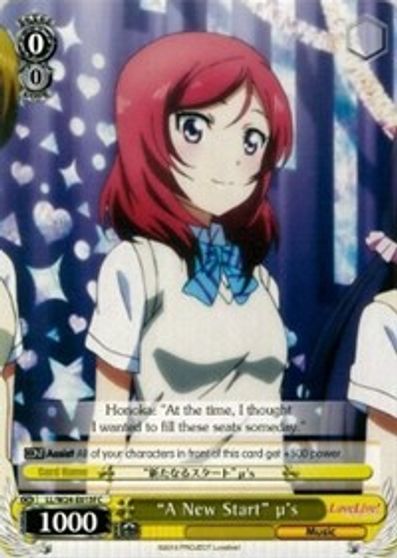 0
0
Honoka: "At the time, I thought
I wanted to fill these seats someday."
Assist All of your characters in front of this card get +500 power.
Card Name "新たなるスタート" μ's
1000 "A New Start" μ's
LoveLive!
Music